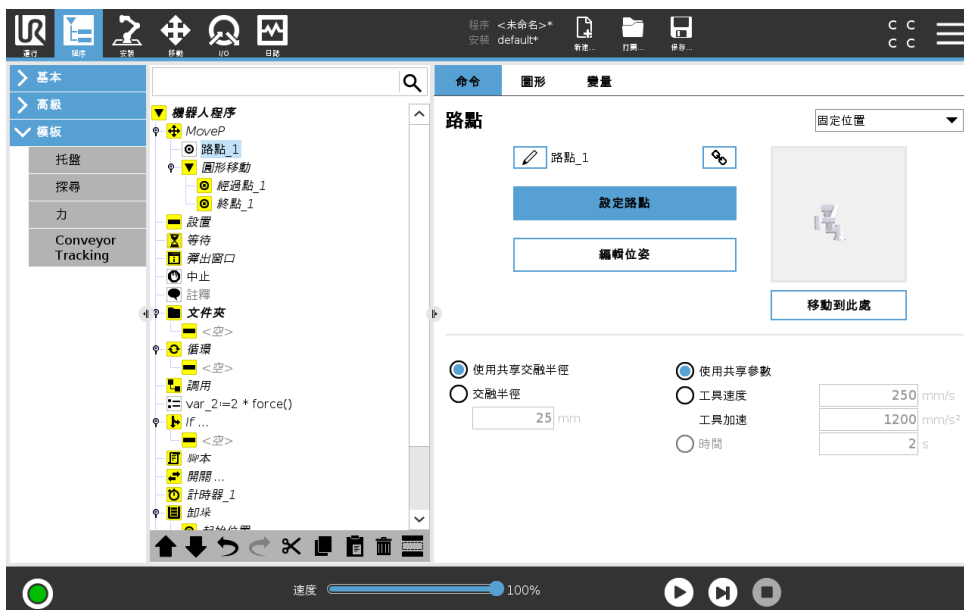 UR
運行
程序
安裝
移動
I/O
日誌
程序 <未命名>*
安裝 default*
新建...
打開...
保存...
C C
C C
基本
高級
模板
托盤
探尋
力
Conveyor
Tracking
機器人程序
MoveP
路點_1
圓形移動
經過點_1
終點_1
設置
等待
彈出窗口
中止
註釋
文件夾
<空>
循環
<空>
調用
var_2:=2 * force()
If ...
<空>
腳本
開關 ...
計時器_1
卸垛
起始位置
命令 圖形 變量
路點
固定位置
路點_1
設定路點
編輯位姿
移動到此處
使用共享交融半徑
交融半徑
25 mm
使用共享參數
工具速度 250 mm/s
工具加速 1200 mm/s²
時間 2 s
速度 100%